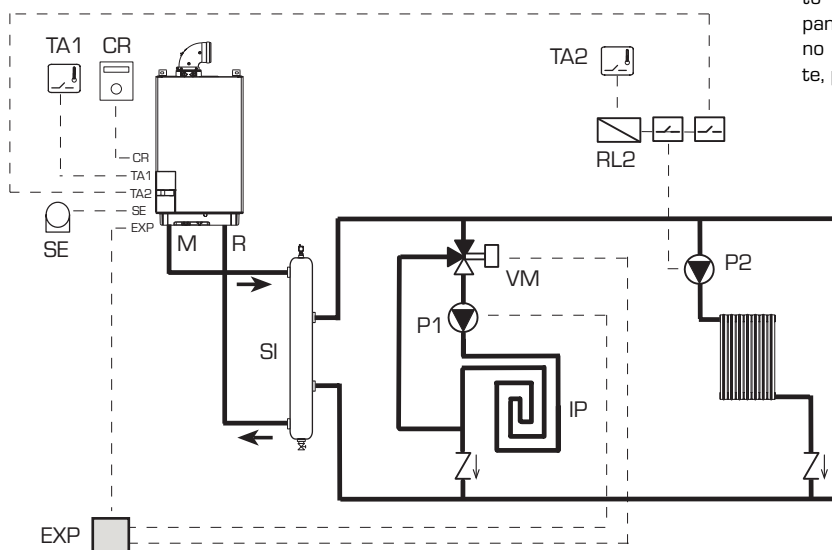 to
pan
no
te, p
TA1
CR
TA2
RL2
CR
TA1
TA2
SE
EXP
SE
M
R
VM
P2
P1
SI
IP
EXP